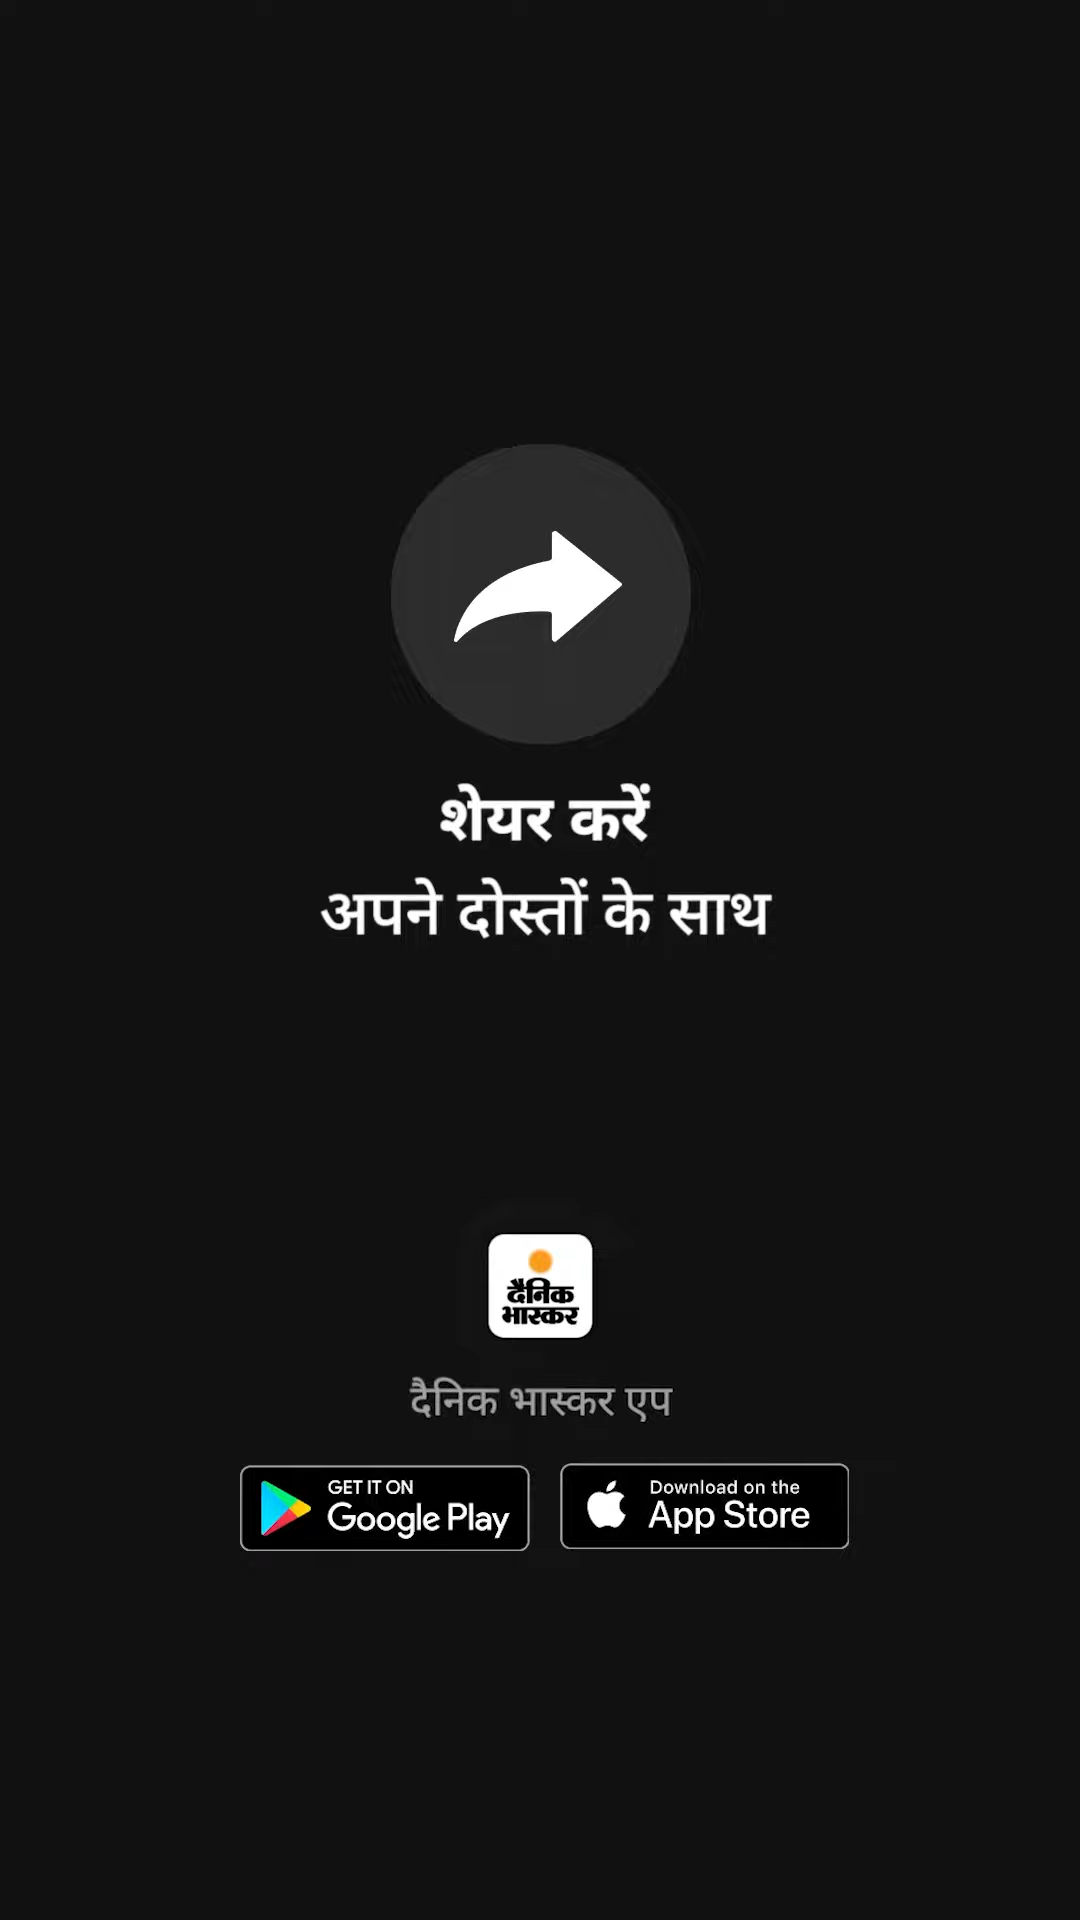 शेयर करें
अपने दोस्तों के साथ
दैनिक
भास्कर
दैनिक भास्कर एप
GET IT ON
Google Play
Download on the
App Store